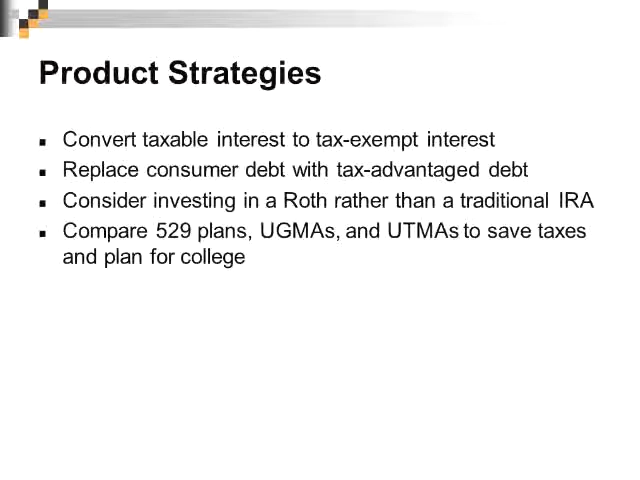 Product Strategies
Convert taxable interest to tax-exempt interest
Replace consumer debt with tax-advantaged debt
Consider investing in a Roth rather than a traditional IRA
Compare 529 plans, UGMAs, and UTMAs to save taxes
and plan for college